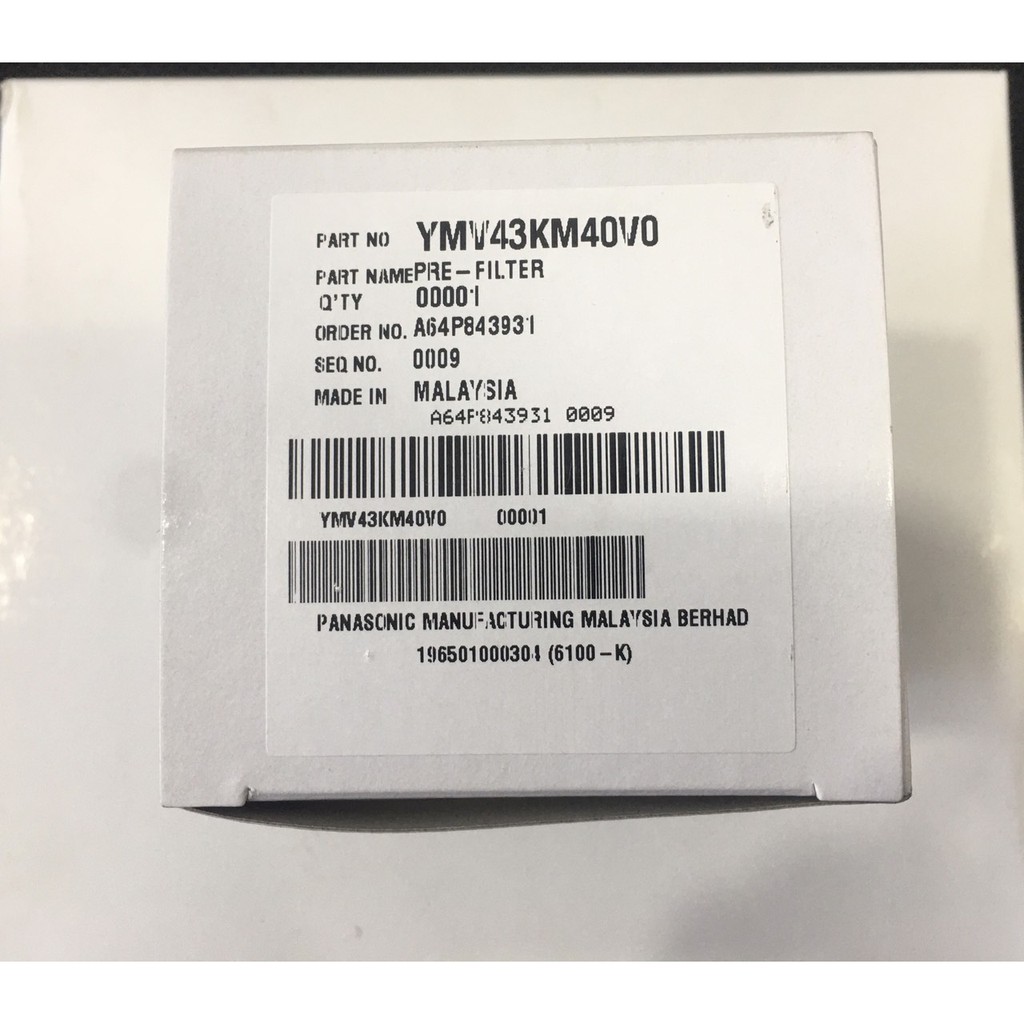 PART NO YMV43KM40V0
PART NAME PRE-FILTER
Q'TY 00001
ORDER NO. A64P843931
SEQ NO. 0009
MADE IN MALAYSIA
A64P843931 0009
YMV43KM40V0 00001
PANASONIC MANUFACTURING MALAYSIA BERHAD
196501000304 (6100-K)